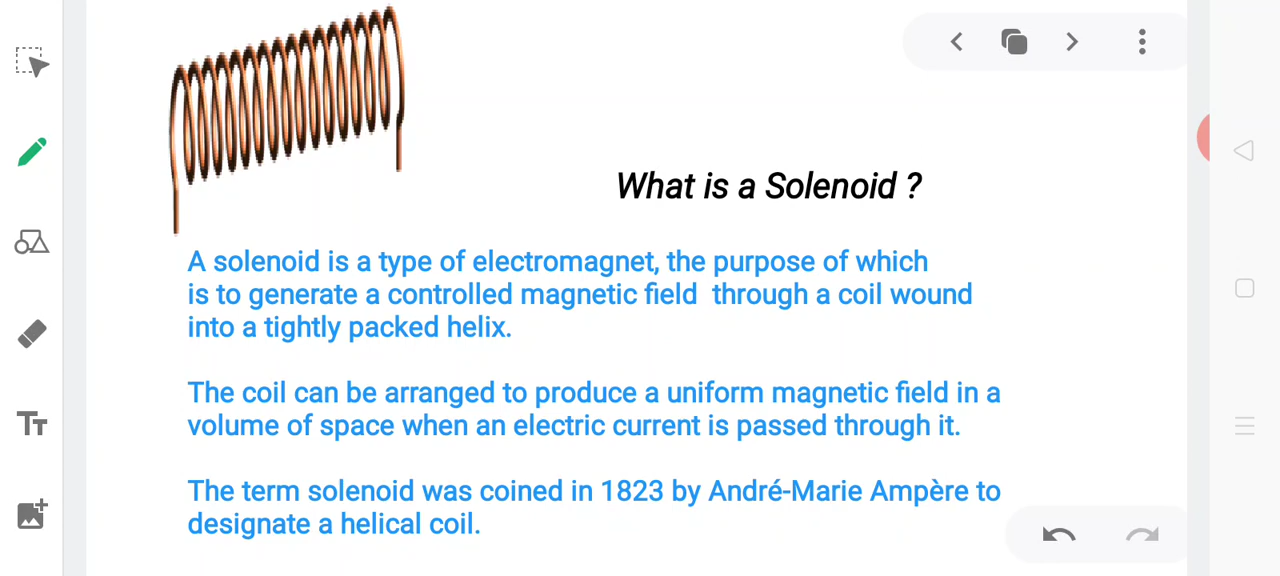 What is a Solenoid ?
A solenoid is a type of electromagnet, the purpose of which
is to generate a controlled magnetic field through a coil wound
into a tightly packed helix.
The coil can be arranged to produce a uniform magnetic field in a
volume of space when an electric current is passed through it.
The term solenoid was coined in 1823 by André-Marie Ampère to
designate a helical coil.